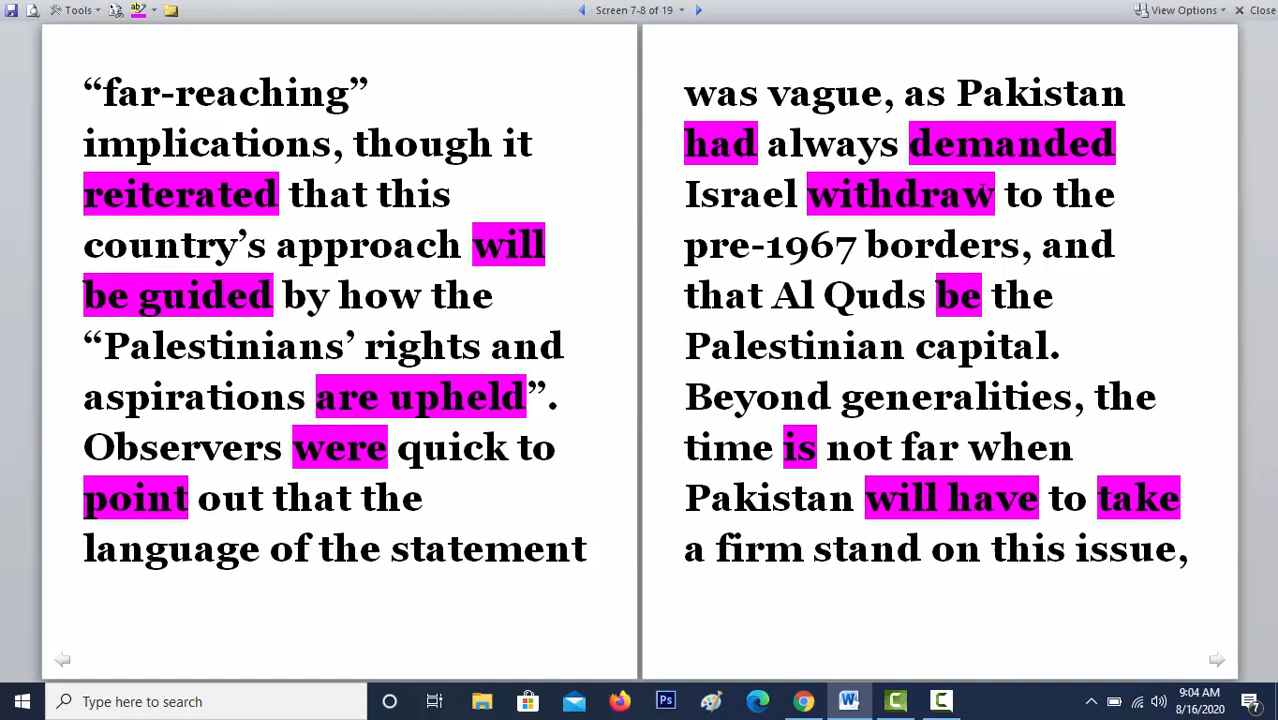 Tools
Screen 7-8 of 19
View Options
Close
“far-reaching”
implications, though it
reiterated that this
country’s approach will
be guided by how the
“Palestinians’ rights and
aspirations are upheld”.
Observers were quick to
point out that the
language of the statement
was vague, as Pakistan
had always demanded
Israel withdraw to the
pre-1967 borders, and
that Al Quds be the
Palestinian capital.
Beyond generalities, the
time is not far when
Pakistan will have to take
a firm stand on this issue,
Type here to search
9:04 AM
8/16/2020